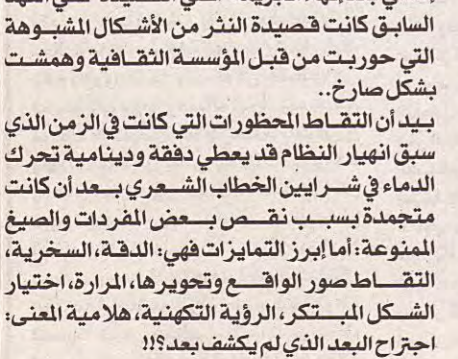 السابق كانت قصيدة النثر من الأشكال المشبوهة
التي حوربت من قبل المؤسسة الثقافية وهمشت
بشكل صارخ..
بيد أن التقاط المحظورات التي كانت في الزمن الذي
سبق انهيار النظام قد يعطي دفقة ودينامية تحرك
الدماء في شرايين الخطاب الشعري بعد أن كانت
متجمدة بسبب نقص بعض المفردات والصيغ
الممنوعة: أما إبرز التمايزات فهي: الدقة، السخرية،
التقاط صور الواقع وتحويرها، المرارة، اختيار
الشكل المبتكر، الرؤية التكهنية، هلامية المعنى:
اجتراح البعد الذي لم يكشف بعد؟!!